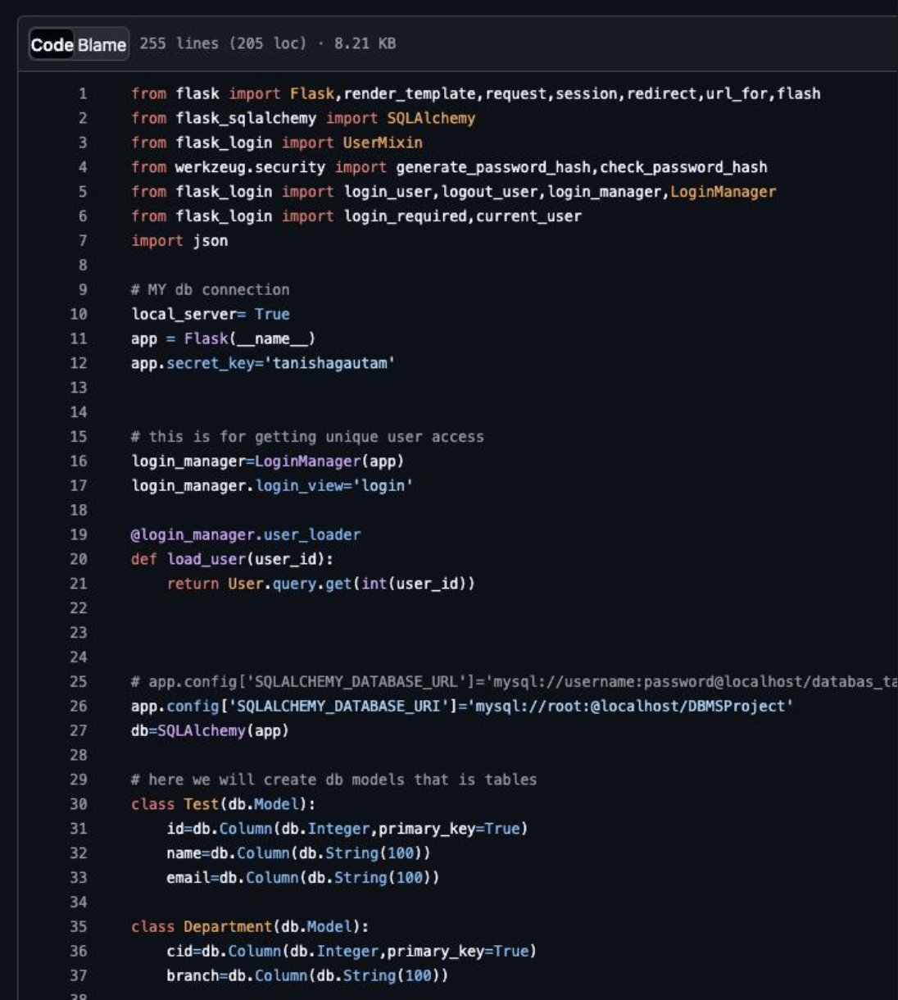 Code Blame 255 lines (205 loc) · 8.21 KB
1 from flask import Flask,render_template,request,session,redirect,url_for,flash
2 from flask_sqlalchemy import SQLAlchemy
3 from flask_login import UserMixin
4 from werkzeug.security import generate_password_hash,check_password_hash
5 from flask_login import login_user,logout_user,login_manager,LoginManager
6 from flask_login import login_required,current_user
7 import json
8
9 # MY db connection
10 local_server= True
11 app = Flask(__name__)
12 app.secret_key='tanishagautam'
13
14
15 # this is for getting unique user access
16 login_manager=LoginManager(app)
17 login_manager.login_view='login'
18
19 @login_manager.user_loader
20 def load_user(user_id):
21     return User.query.get(int(user_id))
22
23
24
25 # app.config['SQLALCHEMY_DATABASE_URL']='mysql://username:password@localhost/databas_ta
26 app.config['SQLALCHEMY_DATABASE_URI']='mysql://root:@localhost/DBMSProject'
27 db=SQLAlchemy(app)
28
29 # here we will create db models that is tables
30 class Test(db.Model):
31     id=db.Column(db.Integer,primary_key=True)
32     name=db.Column(db.String(100))
33     email=db.Column(db.String(100))
34
35 class Department(db.Model):
36     cid=db.Column(db.Integer,primary_key=True)
37     branch=db.Column(db.String(100))
38